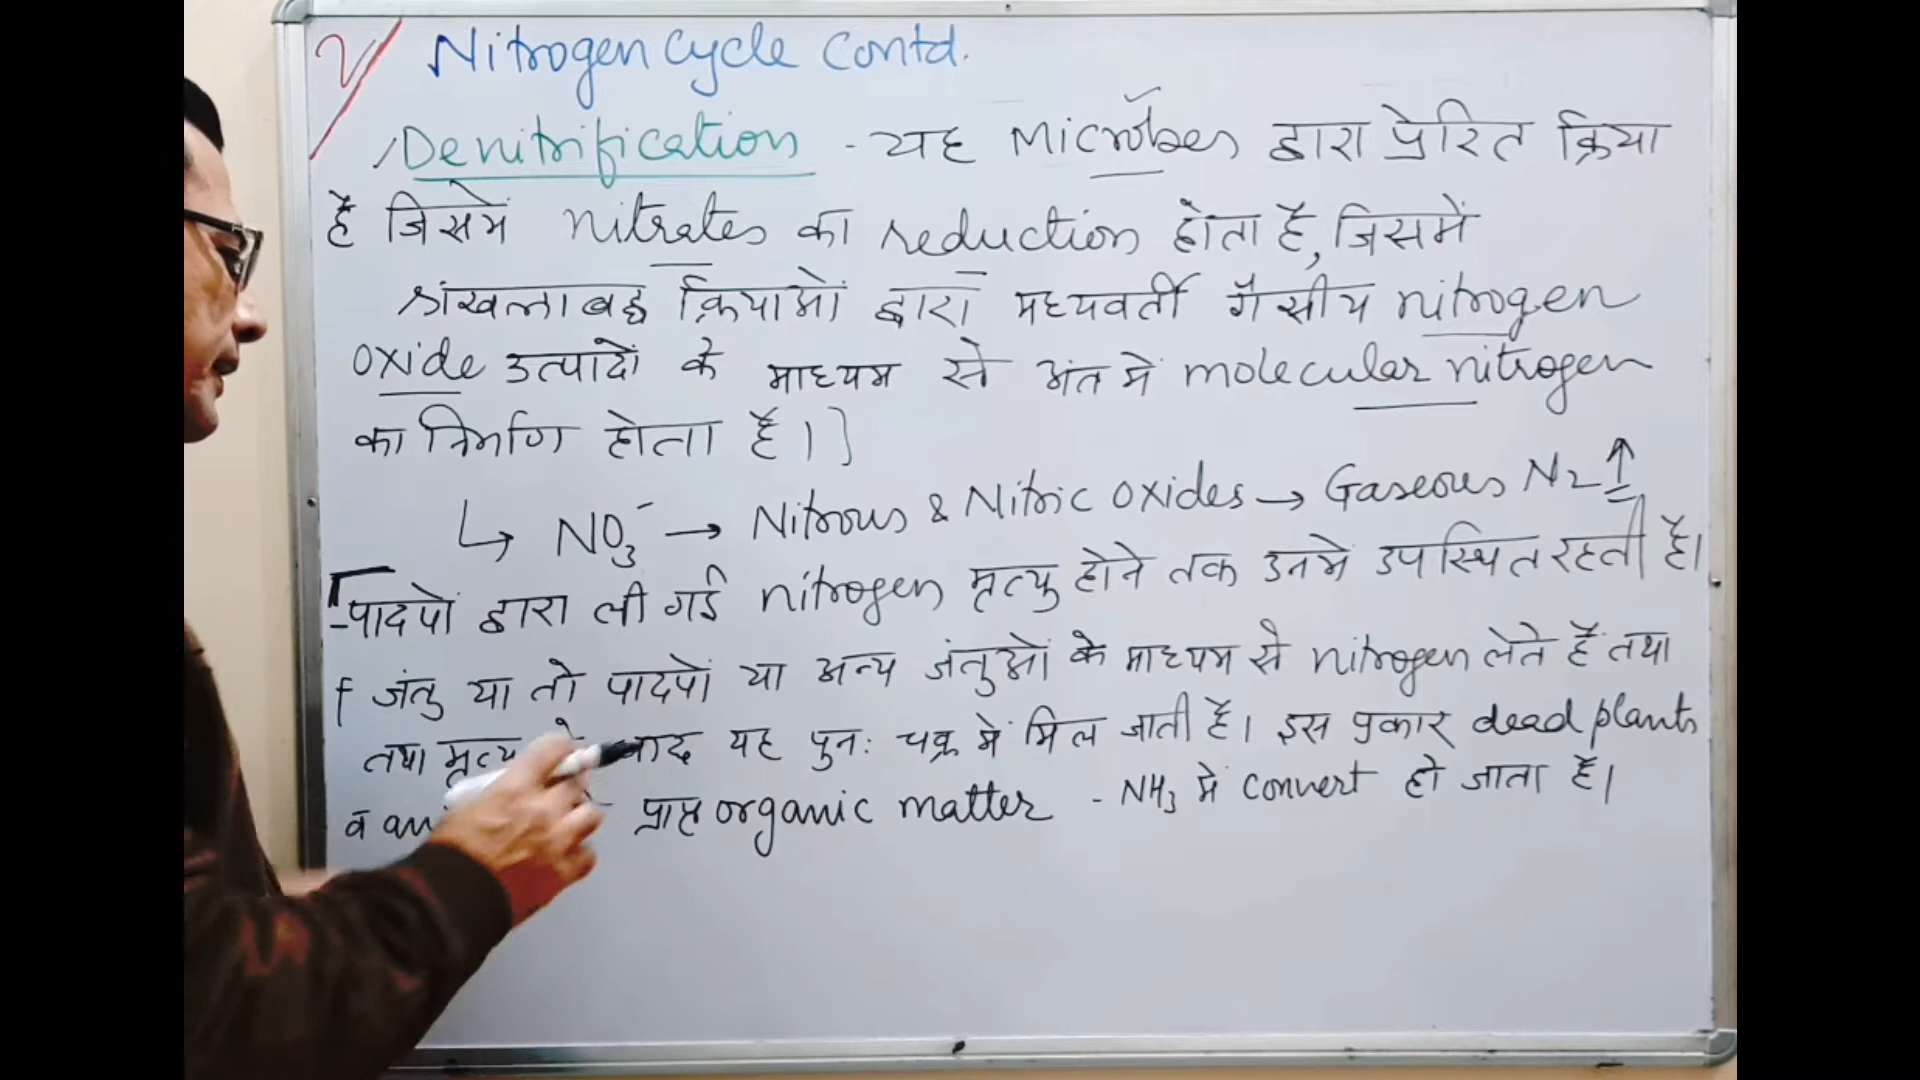 V Nitrogen Cycle Contd.
Denitrification - यह Microbes द्वारा प्रेरित क्रिया
है जिसमें nitrates का reduction होता है, जिसमें
श्रंखलाबद्ध क्रियाओं द्वारा मध्यवर्ती गैसीय nitrogen
oxide उत्पादों के माध्यम से अंत में molecular nitrogen
का निर्माण होता है।]
↳ NO₃⁻ → Nitrous & Nitric oxides → Gaseous N₂↑
-पादपों द्वारा ली गई nitrogen मृत्यु होने तक उनमे उपस्थित रहती है।
जंतु या तो पादपों या अन्य जंतुओं के माध्यम से nitrogen लेते हैं तथा
तथा बाद यह पुनः चक्र में मिल जाती है। इस प्रकार dead plants
व प्राप्त organic matter - NH₃ मे convert हो जाता है।